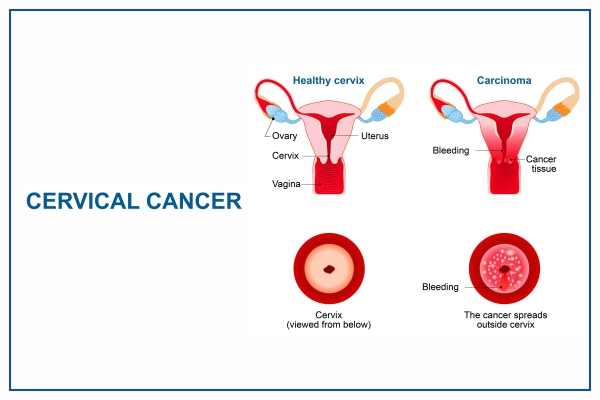 CERVICAL CANCER
Healthy cervix
Ovary
Uterus
Cervix
Vagina
Cervix
(viewed from below)
Carcinoma
Bleeding
Cancer
tissue
Bleeding
The cancer spreads
outside cervix